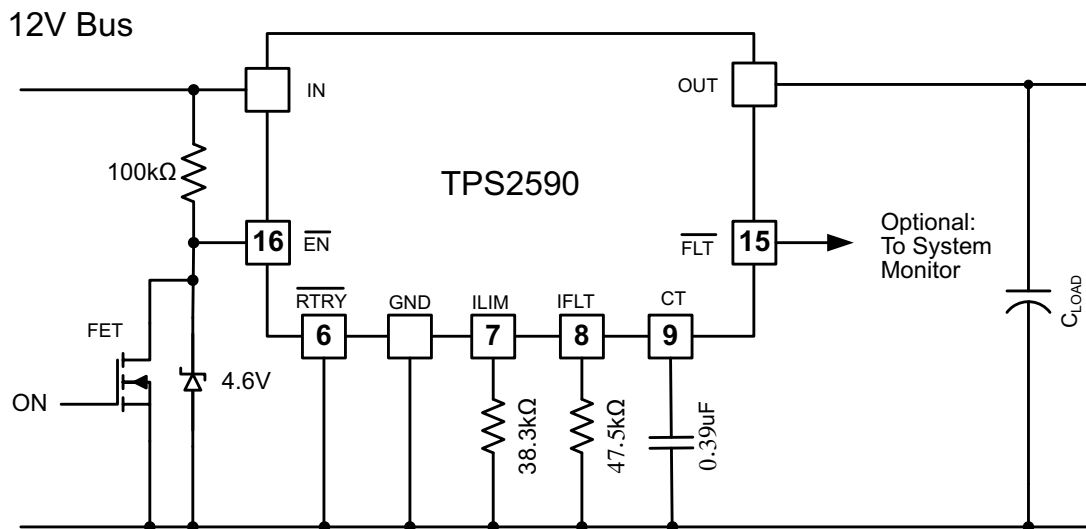 12V Bus
IN
OUT
100kΩ
TPS2590
16
EN
FLT
15
Optional:
To System
Monitor
RTRY
GND
ILIM
IFLT
CT
6
7
8
9
FET
4.6V
ON
38.3kΩ
47.5kΩ
0.39uF
CLOAD